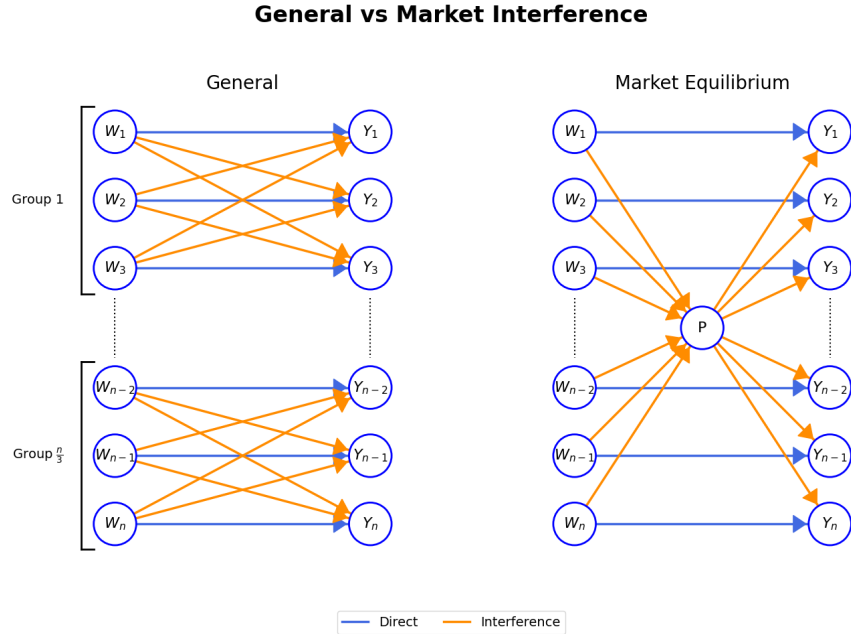 General vs Market Interference
General
Market Equilibrium
W₁
Y₁
W₁
Y₁
Group 1
W₂
Y₂
W₂
Y₂
W₃
Y₃
W₃
Y₃
P
Wₙ₋₂
Yₙ₋₂
Wₙ₋₂
Yₙ₋₂
Group n/3
Wₙ₋₁
Yₙ₋₁
Wₙ₋₁
Yₙ₋₁
Wₙ
Yₙ
Wₙ
Yₙ
Direct
Interference